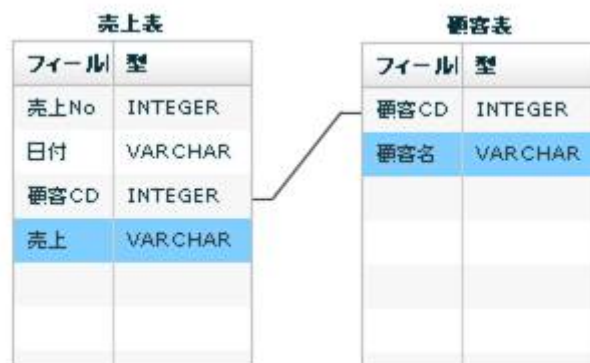 売上表
フィールド 型
売上No INTEGER
日付 VARCHAR
顧客CD INTEGER
売上 VARCHAR
顧客表
フィールド 型
顧客CD INTEGER
顧客名 VARCHAR